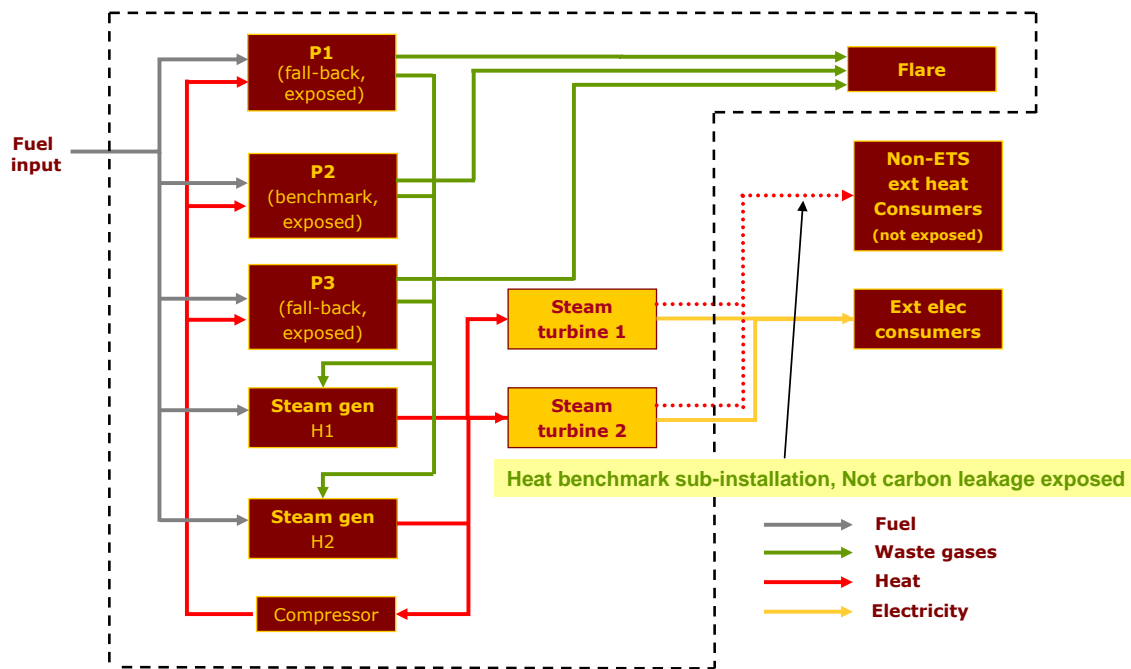 P1
(fall-back,
exposed)
Flare
Fuel
input
P2
(benchmark,
exposed)
Non-ETS
ext heat
Consumers
(not exposed)
P3
(fall-back,
exposed)
Steam
turbine 1
Ext elec
consumers
Steam gen
H1
Steam
turbine 2
Heat benchmark sub-installation, Not carbon leakage exposed
Steam gen
H2
Fuel
Waste gases
Heat
Electricity
Compressor